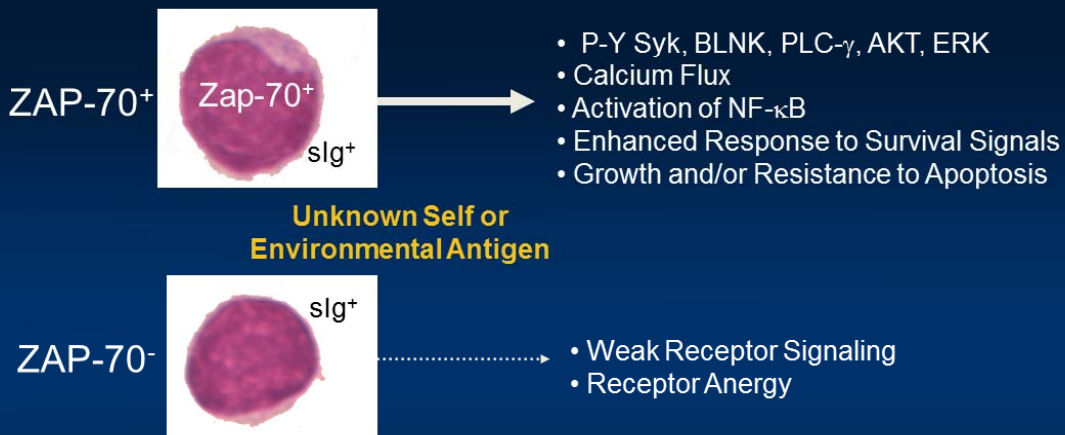 ZAP-70⁺
Zap-70⁺
sIg⁺
• P-Y Syk, BLNK, PLC-γ, AKT, ERK
• Calcium Flux
• Activation of NF-κB
• Enhanced Response to Survival Signals
• Growth and/or Resistance to Apoptosis
Unknown Self or
Environmental Antigen
ZAP-70⁻
sIg⁺
• Weak Receptor Signaling
• Receptor Anergy